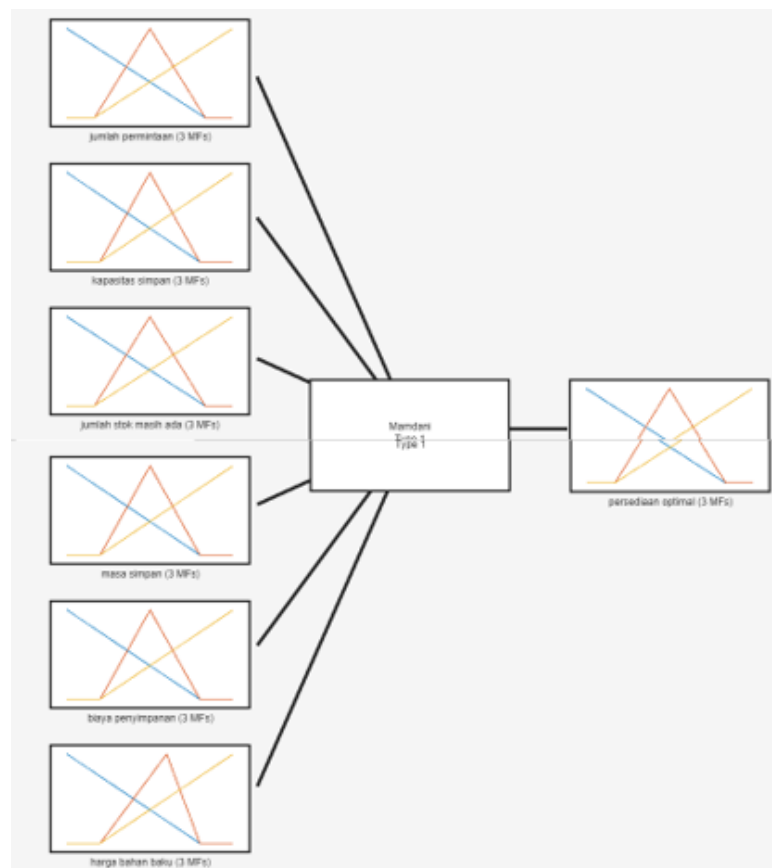 jumlah permintaan (3 MFs)
kapasitas simpan (3 MFs)
jumlah stok masih ada (3 MFs)
Mamdani
Type 1
masa simpan (3 MFs)
persediaan optimal (3 MFs)
biaya penyimpanan (3 MFs)
harga bahan baku (3 MFs)